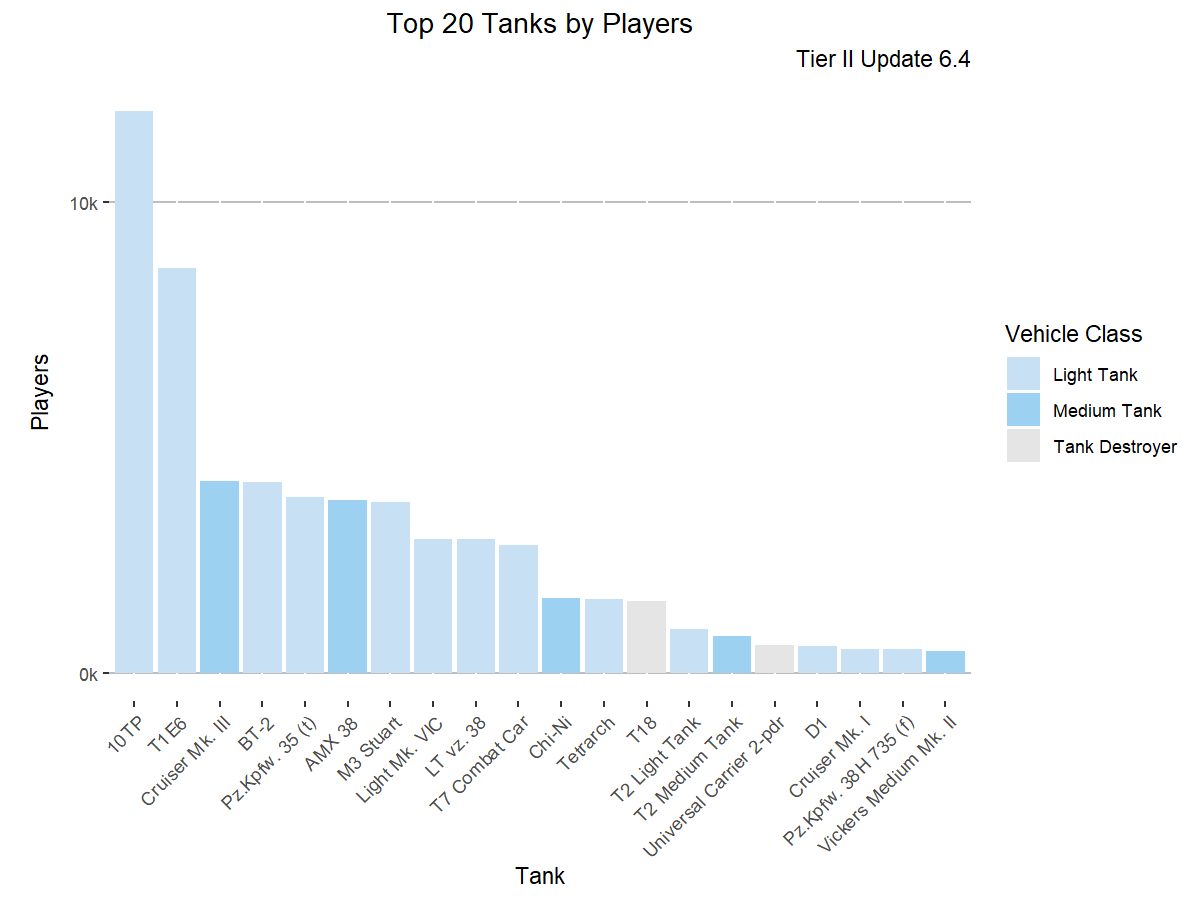 Top 20 Tanks by Players
Tier II Update 6.4
10k
0k
Players
10TP
T1E6
Cruiser Mk. III
BT-2
Pz.Kpfw. 35 (t)
AMX 38
M3 Stuart
Light Mk. VIC
LT vz. 38
T7 Combat Car
Chi-Ni
Tetrarch
T18
T2 Light Tank
T2 Medium Tank
Universal Carrier 2-pdr
D1
Cruiser Mk. I
Pz.Kpfw. 38H 735 (f)
Vickers Medium Mk. II
Tank
Vehicle Class
Light Tank
Medium Tank
Tank Destroyer